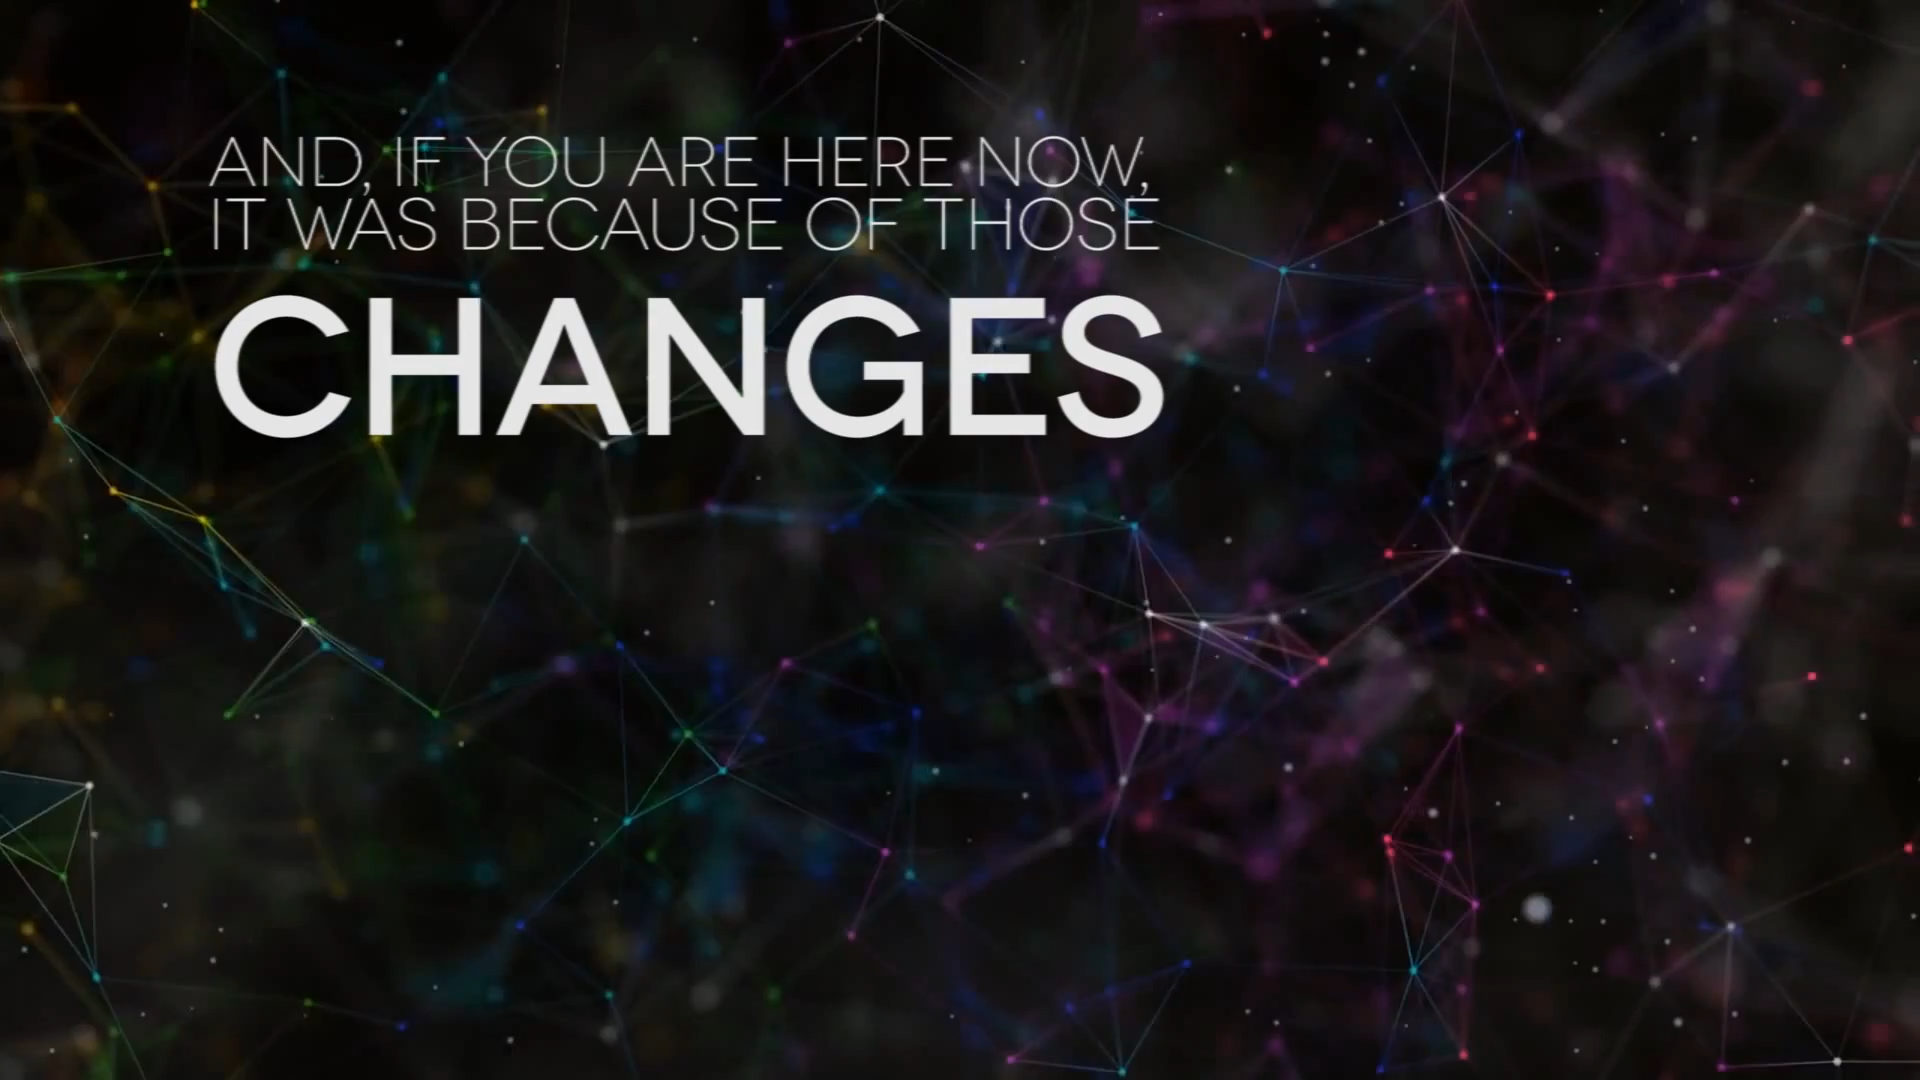 AND, IF YOU ARE HERE NOW,
IT WAS BECAUSE OF THOSE
CHANGES